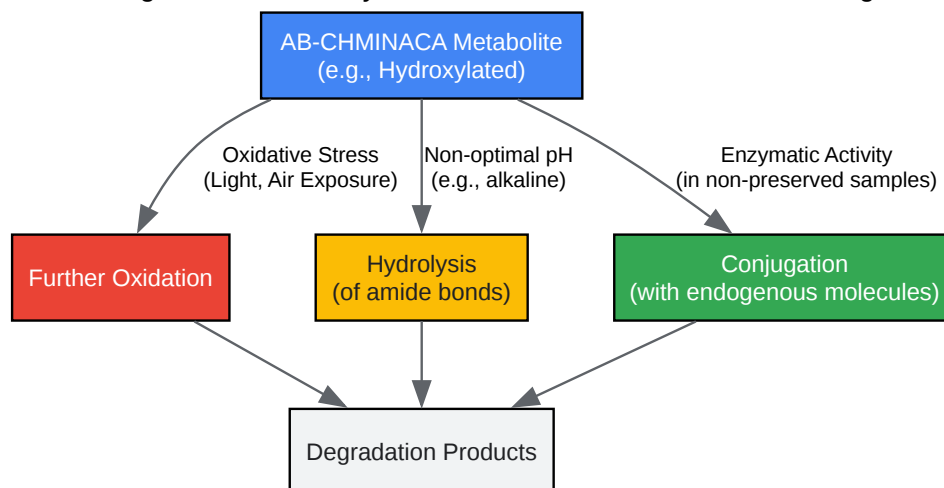 AB-CHMINACA Metabolite
(e.g., Hydroxylated)
Oxidative Stress
(Light, Air Exposure)
Non-optimal pH
(e.g., alkaline)
Enzymatic Activity
(in non-preserved samples)
Further Oxidation
Hydrolysis
(of amide bonds)
Conjugation
(with endogenous molecules)
Degradation Products